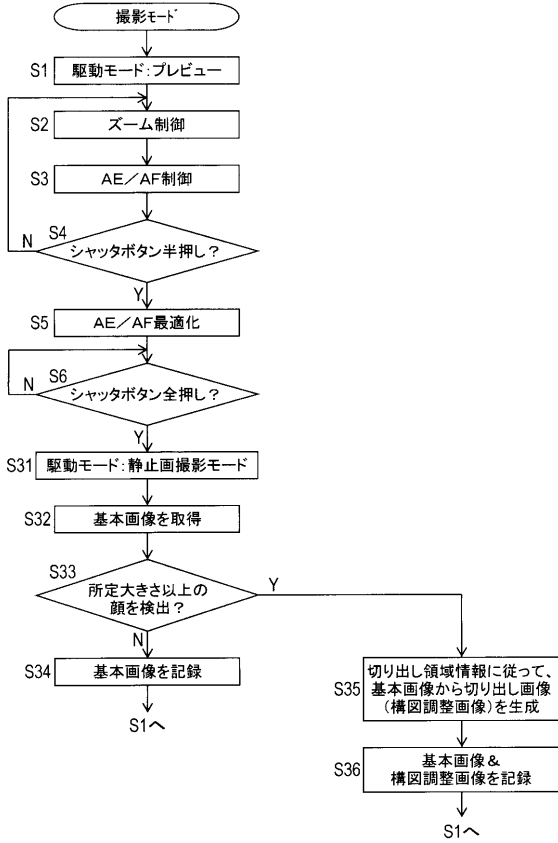 撮影モード
S1
駆動モード:プレビュー
S2
ズーム制御
S3
AE/AF制御
S4
N
シャッタボタン半押し?
Y
S5
AE/AF最適化
S6
N
シャッタボタン全押し?
Y
S31
駆動モード:静止画撮影モード
S32
基本画像を取得
S33
所定大きさ以上の
顔を検出?
Y
N
S34
基本画像を記録
S1へ
S35
切り出し領域情報に従って、
基本画像から切り出し画像
(構図調整画像)を生成
S36
基本画像&
構図調整画像を記録
S1へ